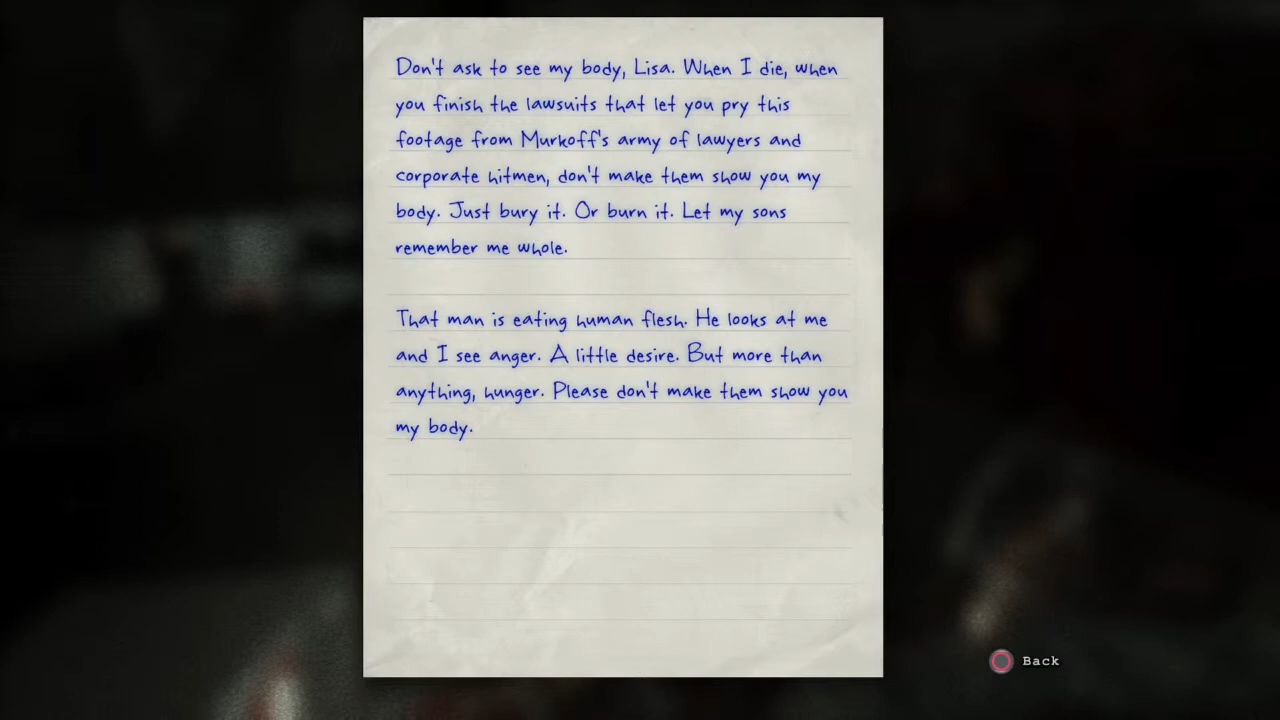 Don't ask to see my body, Lisa. When I die, when
you finish the lawsuits that let you pry this
footage from Murkoff's army of lawyers and
corporate hitmen, don't make them show you my
body. Just bury it. Or burn it. Let my sons
remember me whole.
That man is eating human flesh. He looks at me
and I see anger. A little desire. But more than
anything, hunger. Please don't make them show you
my body.
Back